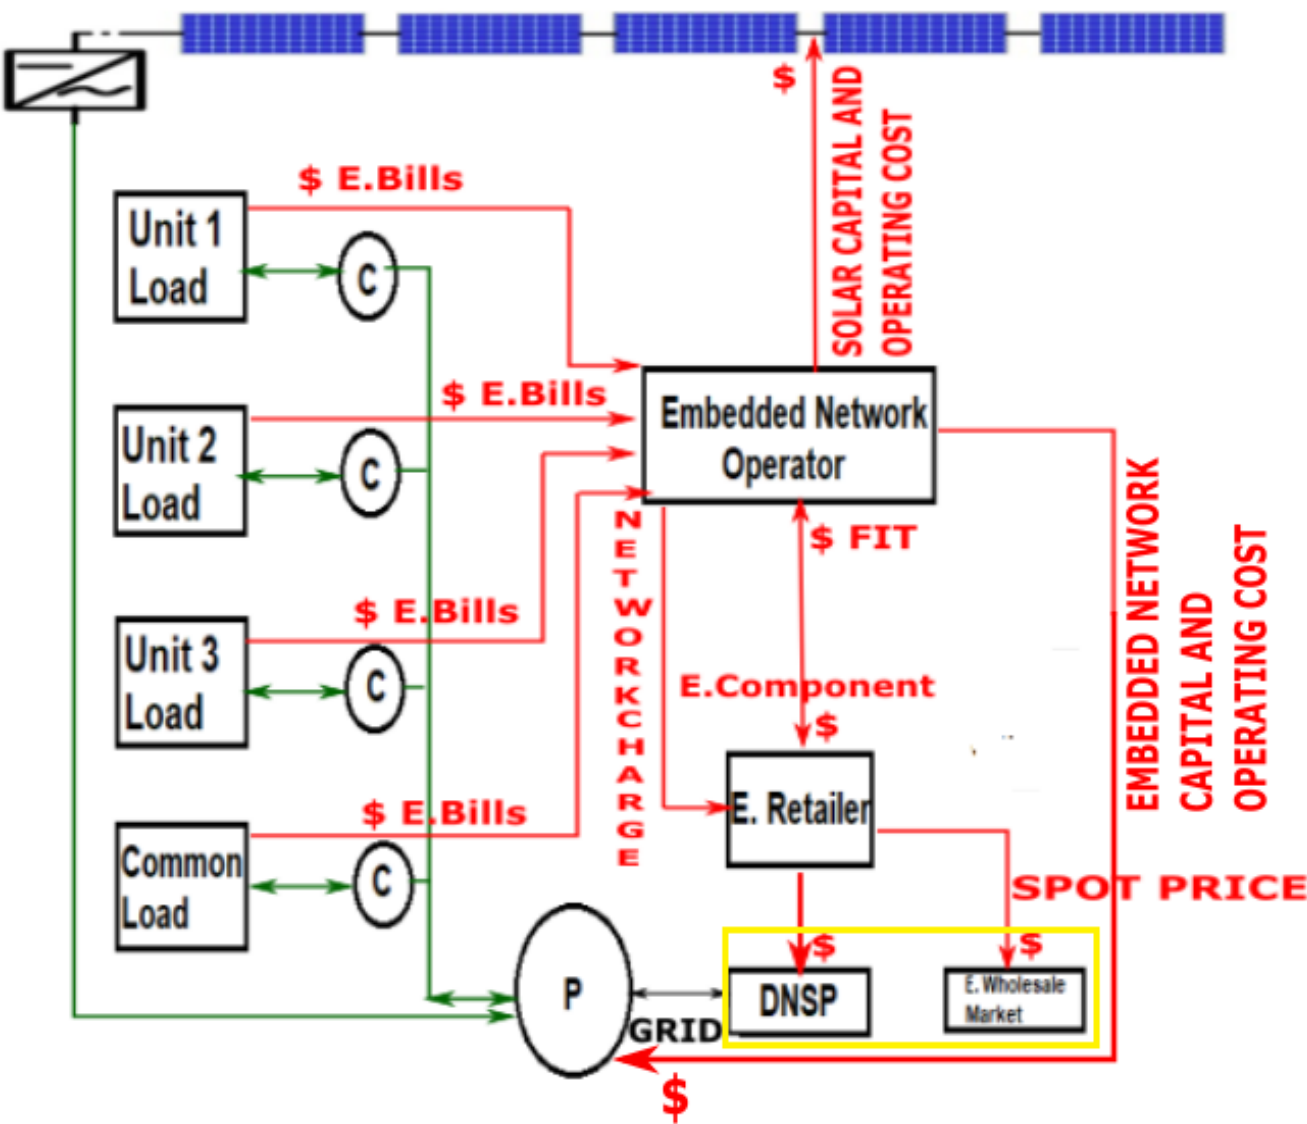 $
SOLAR CAPITAL AND
OPERATING COST
$ E.Bills
Unit 1
Load
C
$ E.Bills
Embedded Network
Operator
Unit 2
Load
C
$ FIT
NETWORKCHARGE
EMBEDDED NETWORK
CAPITAL AND
OPERATING COST
$ E.Bills
Unit 3
Load
C
E.Component
$
E. Retailer
$ E.Bills
Common
Load
C
SPOT PRICE
$
$
P
GRID
DNSP
E. Wholesale
Market
$